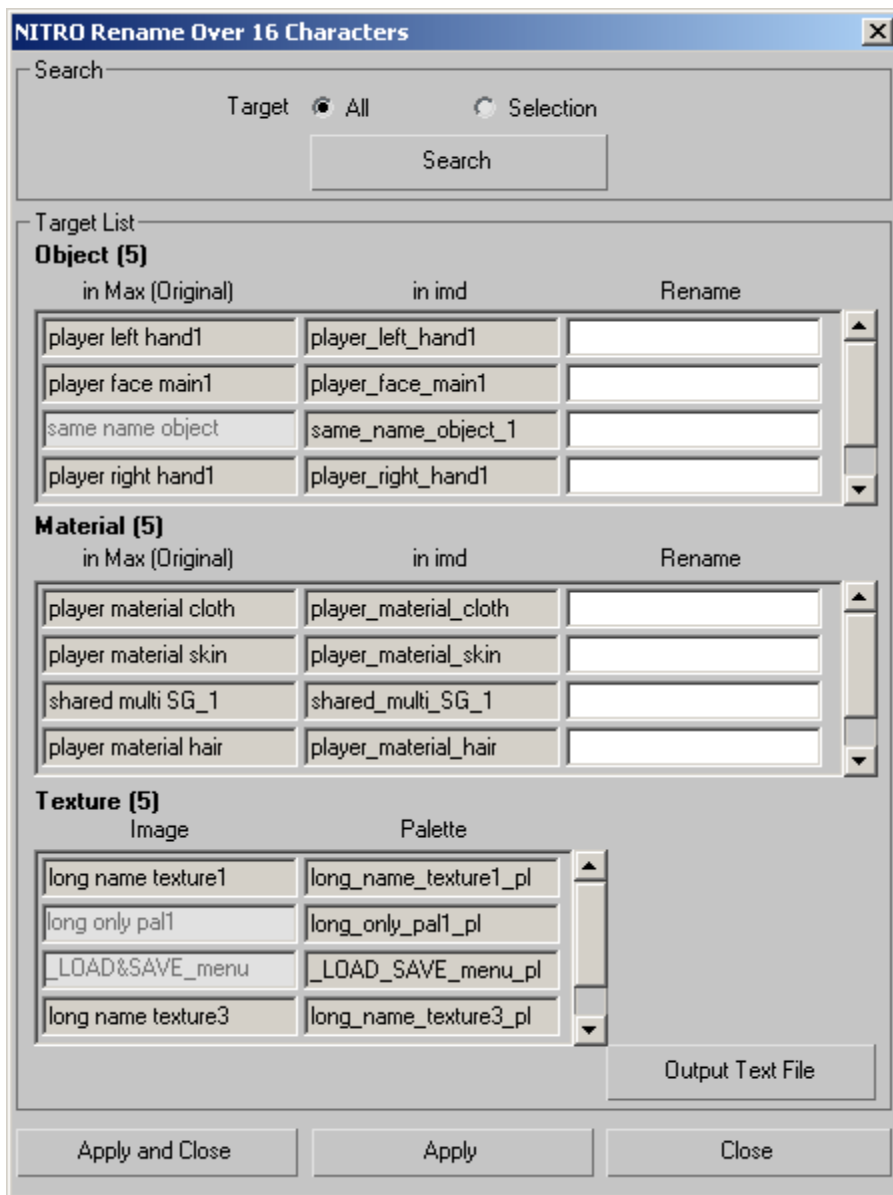 NITRO Rename Over 16 Characters
Search
Target All Selection
Search
Target List
Object (5)
in Max (Original) in imd Rename
player left hand1 player_left_hand1
player face main1 player_face_main1
same name object same_name_object_1
player right hand1 player_right_hand1
Material (5)
in Max (Original) in imd Rename
player material cloth player_material_cloth
player material skin player_material_skin
shared multi SG_1 shared_multi_SG_1
player material hair player_material_hair
Texture (5)
Image Palette
long name texture1 long_name_texture1_pl
long only pal1 long_only_pal1_pl
_LOAD&SAVE_menu _LOAD_SAVE_menu_pl
long name texture3 long_name_texture3_pl
Output Text File
Apply and Close Apply Close